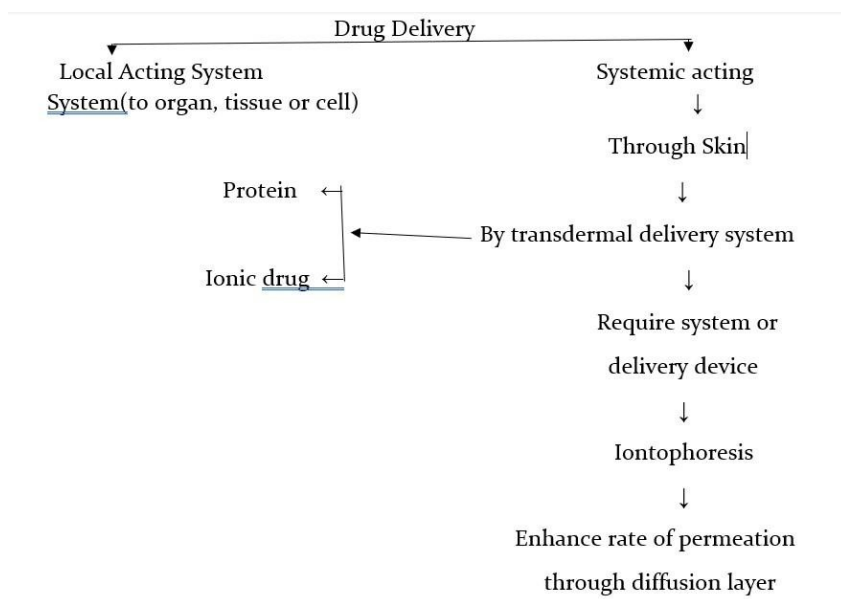 Drug Delivery
Local Acting System
System(to organ, tissue or cell)
Systemic acting
↓
Through Skin
↓
Protein ←
By transdermal delivery system
Ionic drug ←
↓
Require system or
delivery device
↓
Iontophoresis
↓
Enhance rate of permeation
through diffusion layer